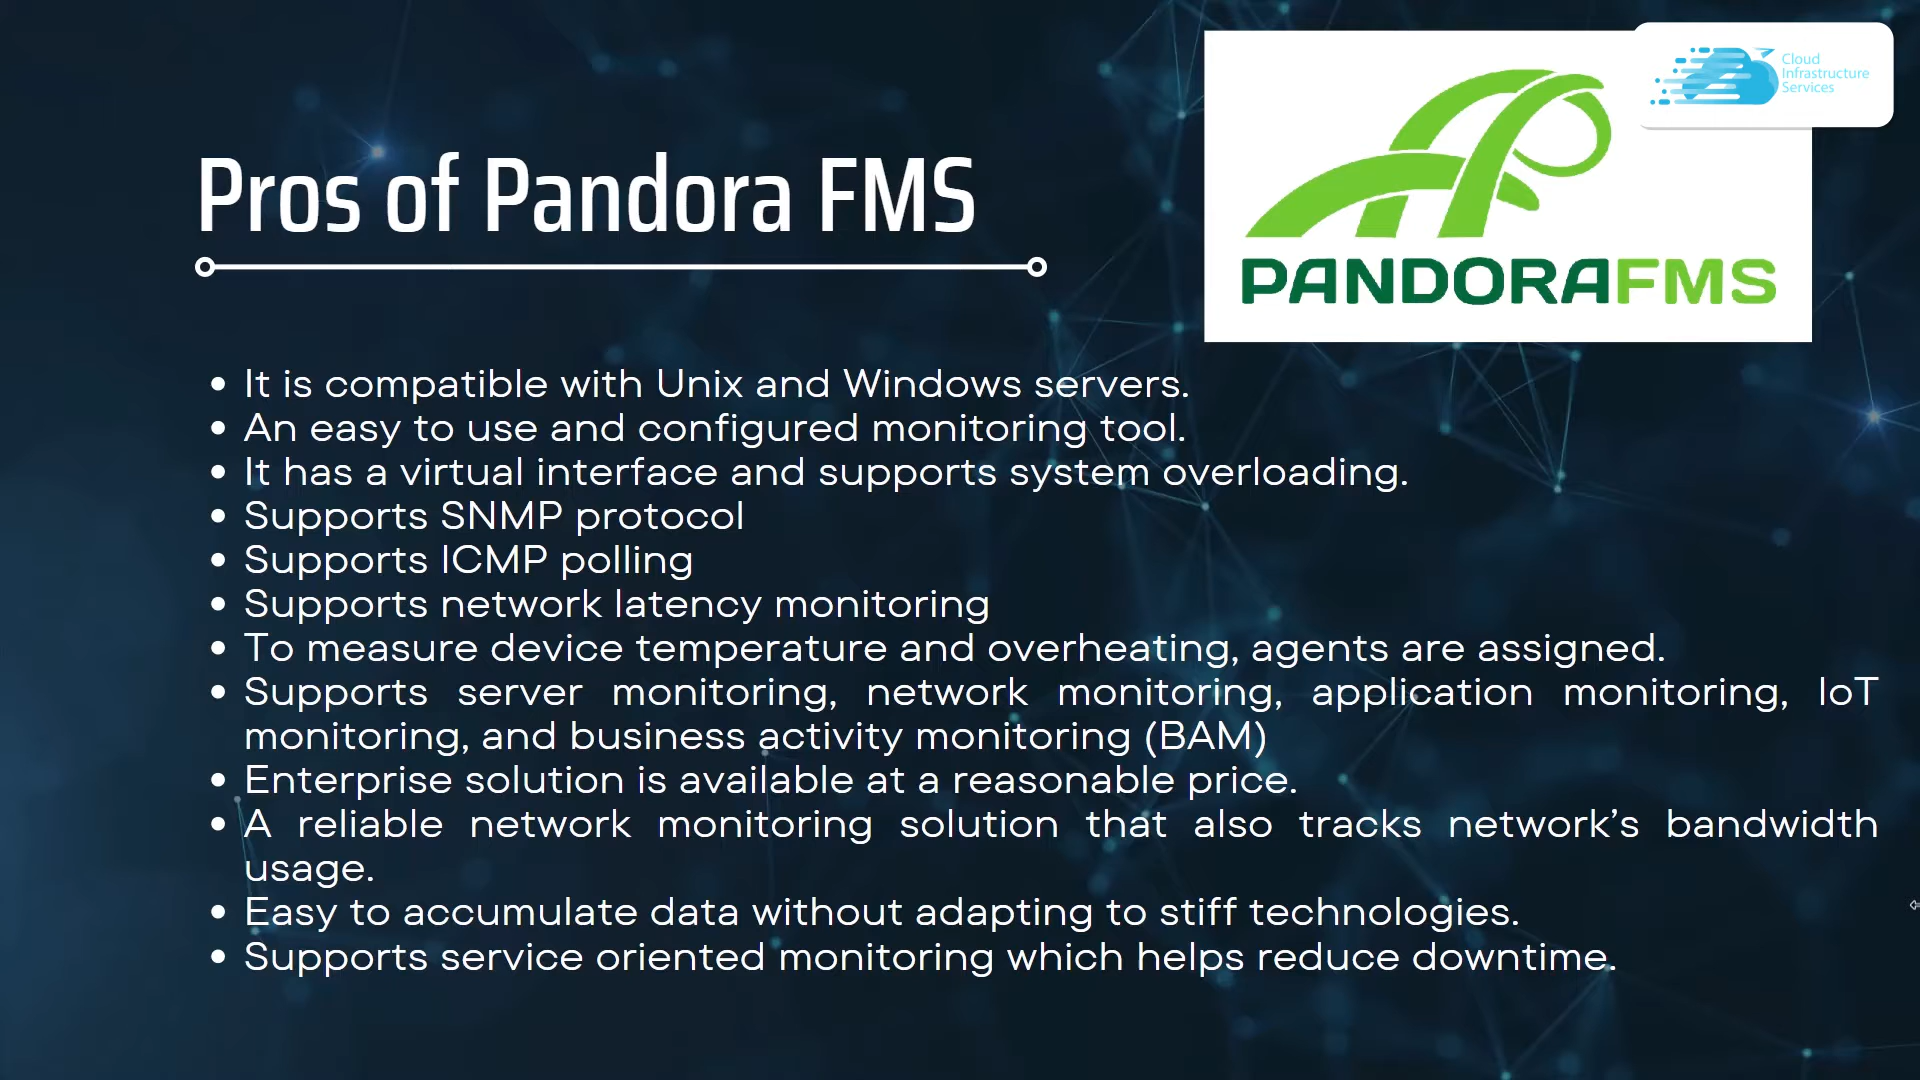 Cloud
Infrastructure
Services
Pros of Pandora FMS
PANDORAFMS
• It is compatible with Unix and Windows servers.
• An easy to use and configured monitoring tool.
• It has a virtual interface and supports system overloading.
• Supports SNMP protocol
• Supports ICMP polling
• Supports network latency monitoring
• To measure device temperature and overheating, agents are assigned.
• Supports server monitoring, network monitoring, application monitoring, IoT
monitoring, and business activity monitoring (BAM)
• Enterprise solution is available at a reasonable price.
• A reliable network monitoring solution that also tracks network’s bandwidth
usage.
• Easy to accumulate data without adapting to stiff technologies.
• Supports service oriented monitoring which helps reduce downtime.